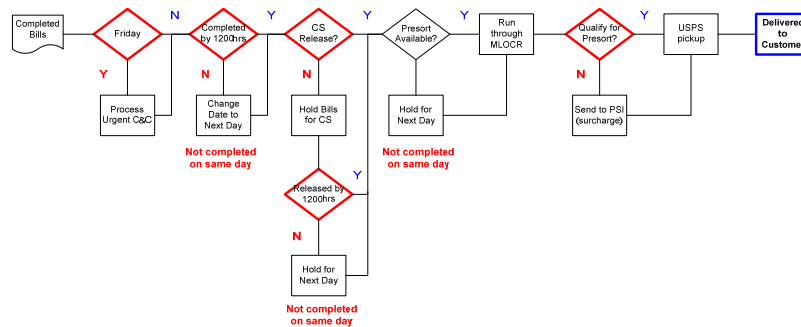 Completed
Bills
Friday
N
Y
Process
Urgent C&C
Completed
by 1200hrs
Y
N
Change
Date to
Next Day
Not completed
on same day
CS
Release?
Y
N
Hold Bills
for CS
Released by
1200hrs
Y
N
Hold for
Next Day
Not completed
on same day
Presort
Available?
Y
Hold for
Next Day
Not completed
on same day
Run
through
MLOCR
Qualify for
Presort?
Y
N
Send to PSI
(surcharge)
USPS
pickup
Delivered
to
Customer